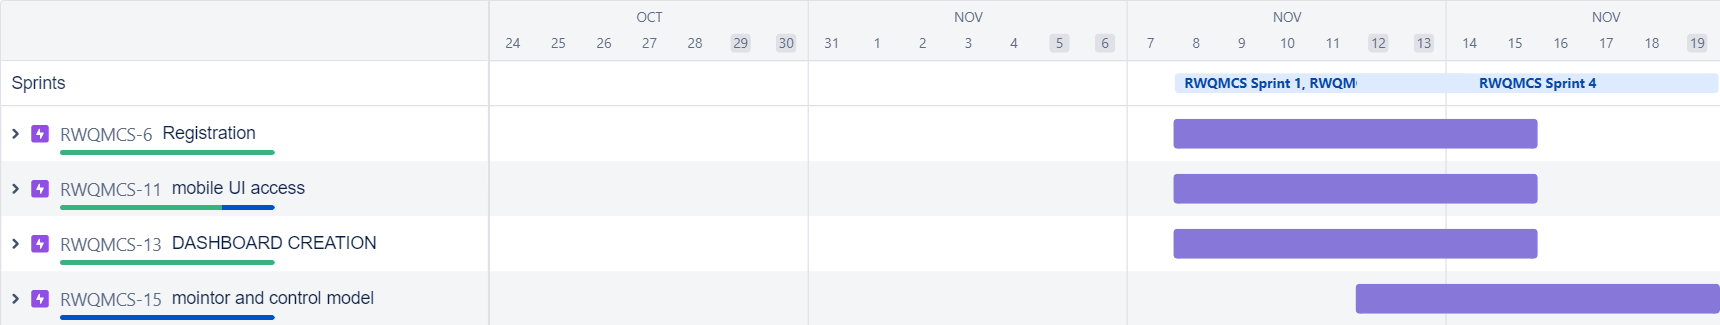 OCT NOV NOV NOV
24 25 26 27 28 29 30 31 1 2 3 4 5 6 7 8 9 10 11 12 13 14 15 16 17 18 19
Sprints RWQMCS Sprint 1, RWQM RWQMCS Sprint 4
RWQMCS-6 Registration
RWQMCS-11 mobile UI access
RWQMCS-13 DASHBOARD CREATION
RWQMCS-15 mointor and control model